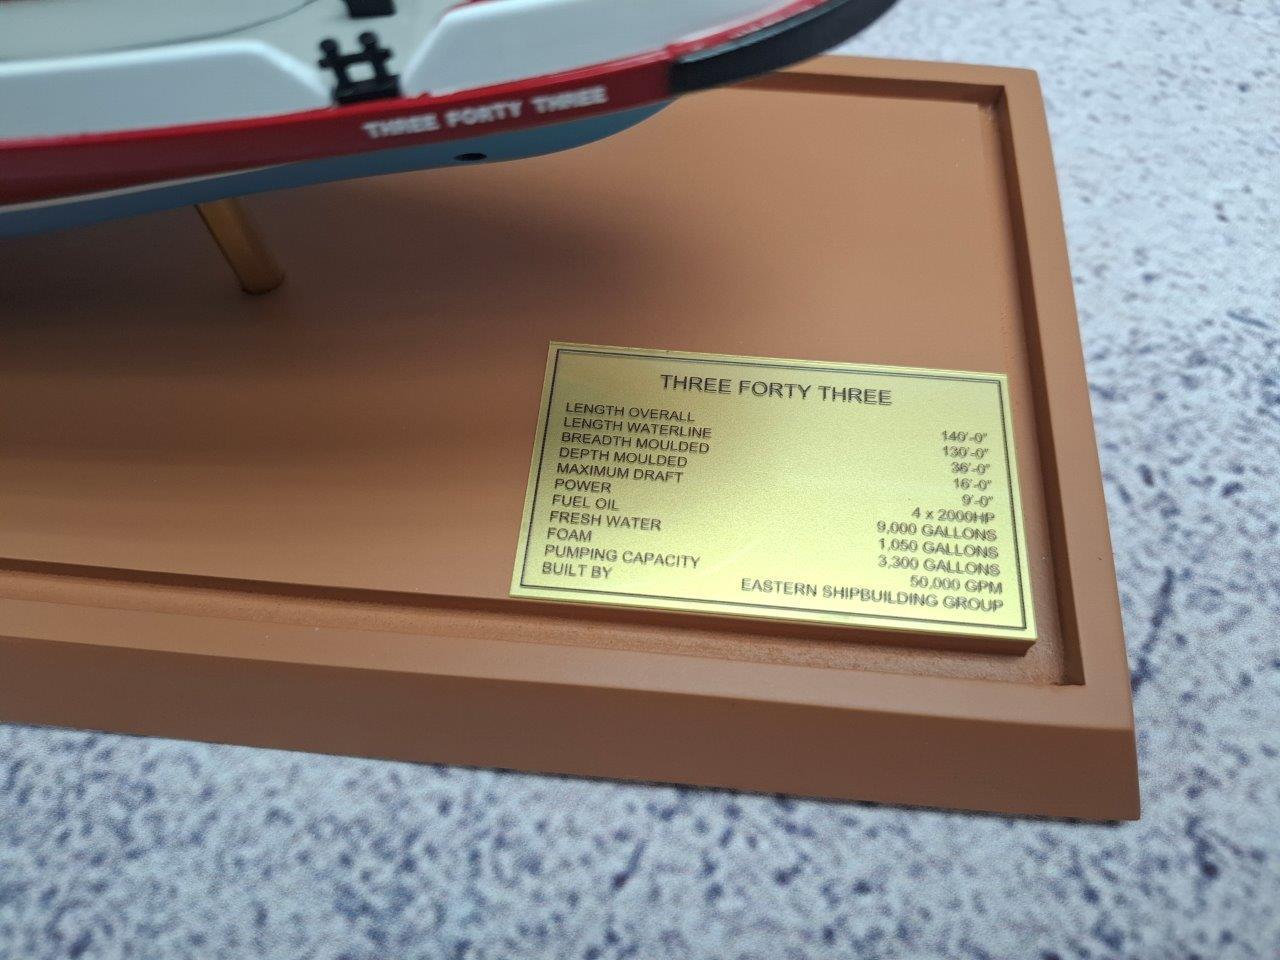 THREE FORTY THREE
THREE FORTY THREE
LENGTH OVERALL 140'-0"
LENGTH WATERLINE 130'-0"
BREADTH MOULDED 36'-0"
DEPTH MOULDED 16'-0"
MAXIMUM DRAFT 9'-0"
POWER 4 x 2000HP
FUEL OIL 9,000 GALLONS
FRESH WATER 1,050 GALLONS
FOAM 3,300 GALLONS
PUMPING CAPACITY 50,000 GPM
BUILT BY EASTERN SHIPBUILDING GROUP